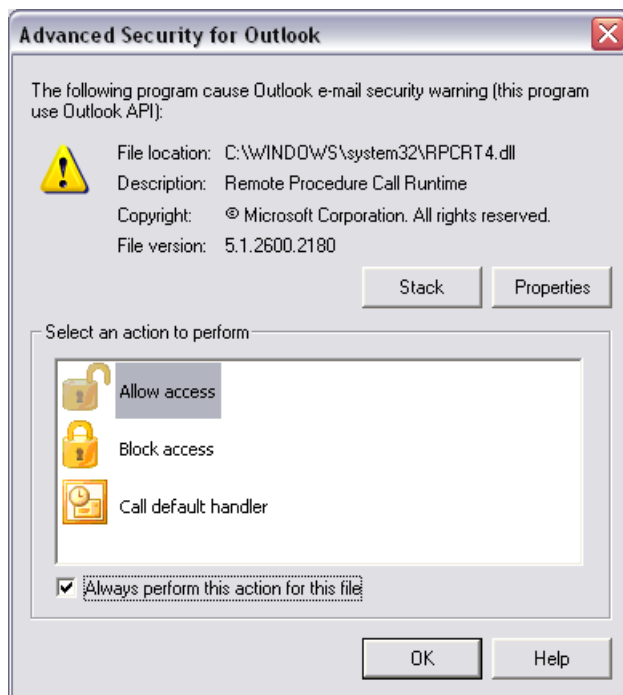 Advanced Security for Outlook
The following program cause Outlook e-mail security warning (this program
use Outlook API):
File location: C:\WINDOWS\system32\RPCRT4.dll
Description: Remote Procedure Call Runtime
Copyright: © Microsoft Corporation. All rights reserved.
File version: 5.1.2600.2180
Stack Properties
Select an action to perform
Allow access
Block access
Call default handler
Always perform this action for this file
OK Help